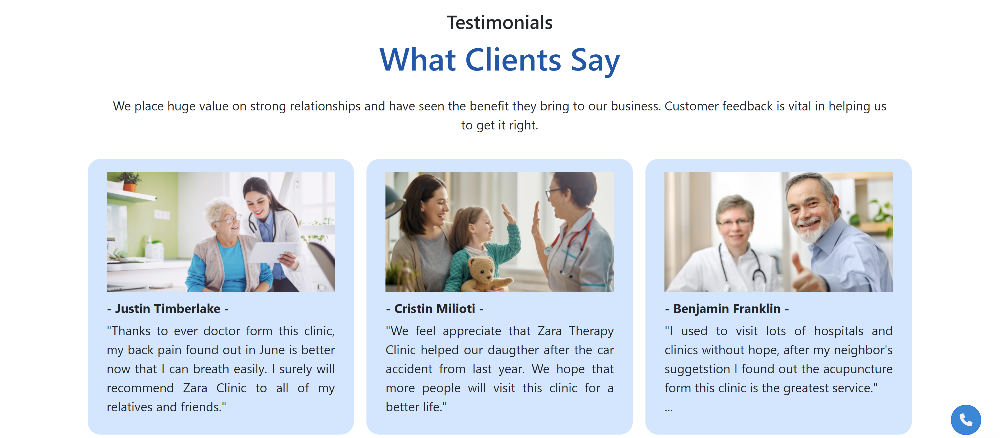 Testimonials
What Clients Say
We place huge value on strong relationships and have seen the benefit they bring to our business. Customer feedback is vital in helping us
to get it right.
- Justin Timberlake -
"Thanks to ever doctor form this clinic,
my back pain found out in June is better
now that I can breath easily. I surely will
recommend Zara Clinic to all of my
relatives and friends."
- Cristin Milioti -
"We feel appreciate that Zara Therapy
Clinic helped our daugther after the car
accident from last year. We hope that
more people will visit this clinic for a
better life."
- Benjamin Franklin -
"I used to visit lots of hospitals and
clinics without hope, after my neighbor's
suggetstion I found out the acupuncture
form this clinic is the greatest service."
...